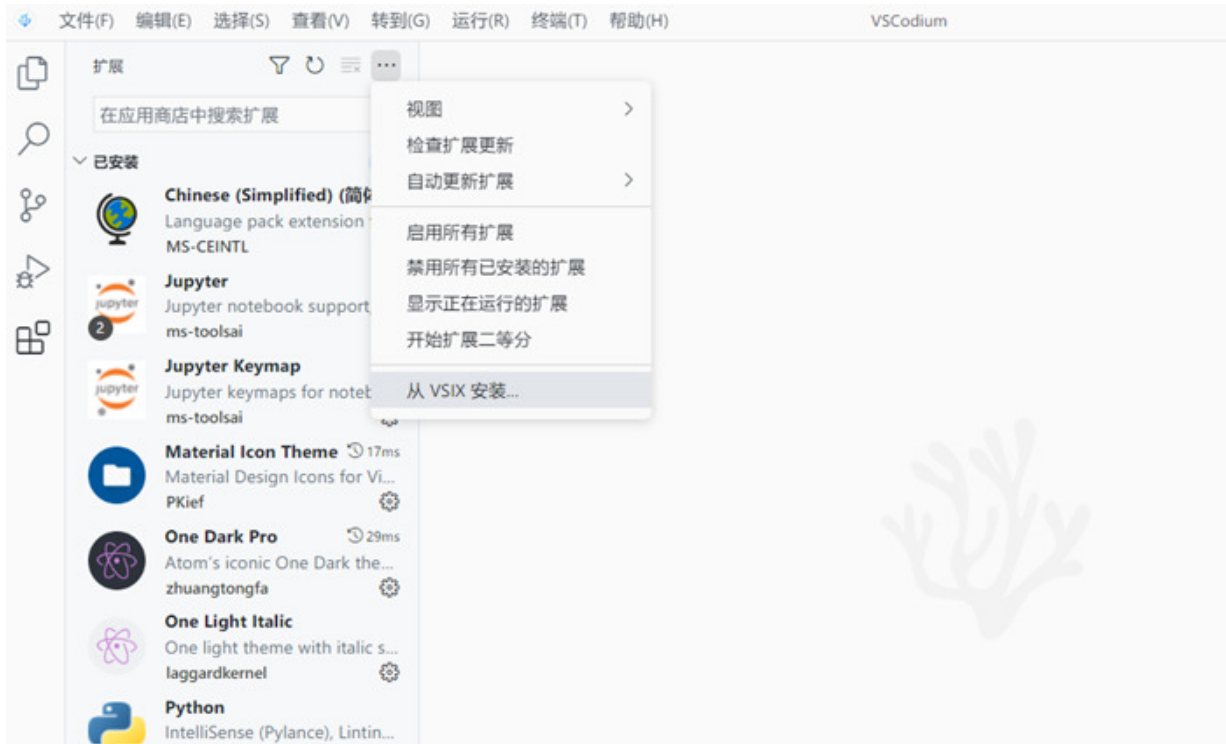 文件(F) 编辑(E) 选择(S) 查看(V) 转到(G) 运行(R) 终端(T) 帮助(H) VSCodium
扩展
在应用商店中搜索扩展
已安装
Chinese (Simplified) (简体
Language pack extension
MS-CEINTL
Jupyter
Jupyter notebook support,
ms-toolsai
jupyter
2
Jupyter Keymap
Jupyter keymaps for noteb
ms-toolsai
jupyter
Material Icon Theme 17ms
Material Design Icons for Vi...
PKief
One Dark Pro 29ms
Atom's iconic One Dark the...
zhuangtongfa
One Light Italic
One light theme with italic s...
laggardkernel
Python
IntelliSense (Pylance), Lintin...
视图
检查扩展更新
自动更新扩展
启用所有扩展
禁用所有已安装的扩展
显示正在运行的扩展
开始扩展二等分
从 VSIX 安装...